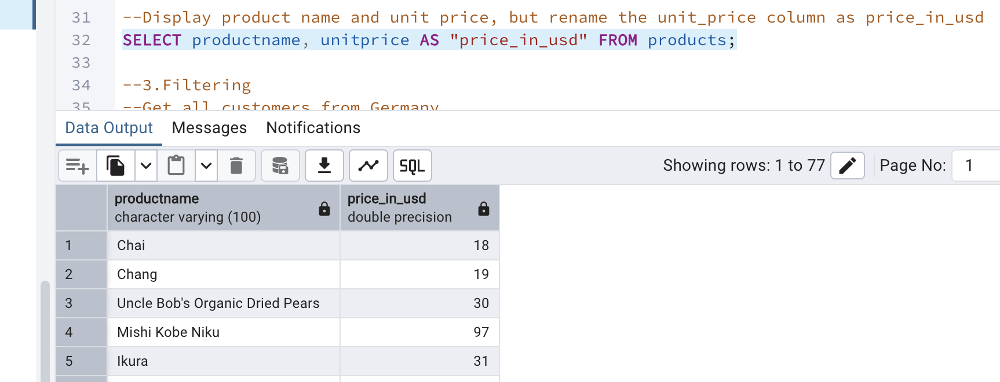 31 --Display product name and unit price, but rename the unit_price column as price_in_usd
32 SELECT productname, unitprice AS "price_in_usd" FROM products;
33
34 --3.Filtering
35 --Get all customers from Germany
Data Output Messages Notifications
SQL Showing rows: 1 to 77 Page No: 1
productname price_in_usd
character varying (100) double precision
1 Chai 18
2 Chang 19
3 Uncle Bob's Organic Dried Pears 30
4 Mishi Kobe Niku 97
5 Ikura 31